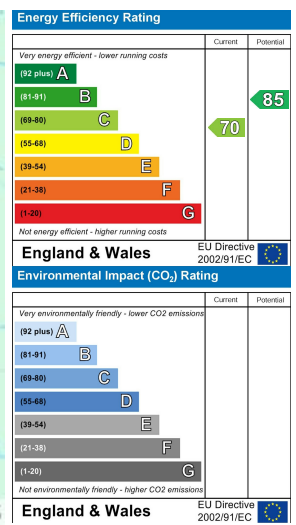 Energy Efficiency Rating
Current Potential
Very energy efficient - lower running costs
(92 plus) A
(81-91) B
(69-80) C
(55-68) D
(39-54) E
(21-38) F
(1-20) G
70
85
Not energy efficient - higher running costs
England & Wales
EU Directive
2002/91/EC
Environmental Impact (CO₂) Rating
Current Potential
Very environmentally friendly - lower CO2 emissions
(92 plus) A
(81-91) B
(69-80) C
(55-68) D
(39-54) E
(21-38) F
(1-20) G
Not environmentally friendly - higher CO2 emissions
England & Wales
EU Directive
2002/91/EC